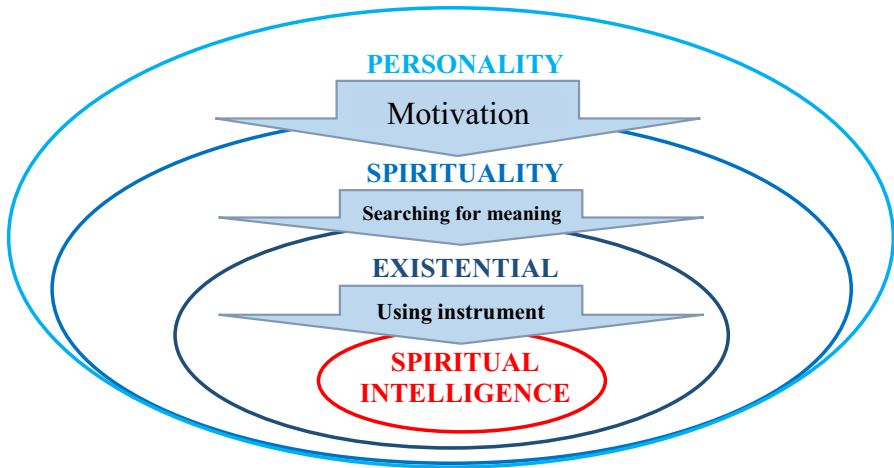 PERSONALITY
Motivation
SPIRITUALITY
Searching for meaning
EXISTENTIAL
Using instrument
SPIRITUAL
INTELLIGENCE